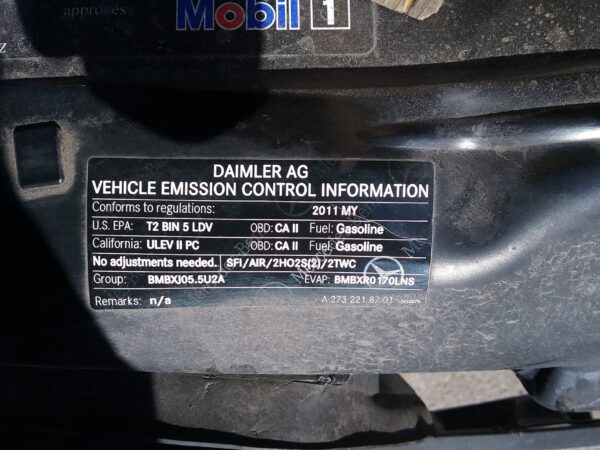 approves
Mobil 1
z
DAIMLER AG
VEHICLE EMISSION CONTROL INFORMATION
Conforms to regulations: 2011 MY
U.S. EPA: T2 BIN 5 LDV OBD: CA II Fuel: Gasoline
California: ULEV II PC OBD: CA II Fuel: Gasoline
No adjustments needed. SFI/AIR/2HO2S(2)/2TWC
Group: BMBXJ05.5U2A EVAP: BMBXR0170LNS
Remarks: n/a A 273 221 87 01